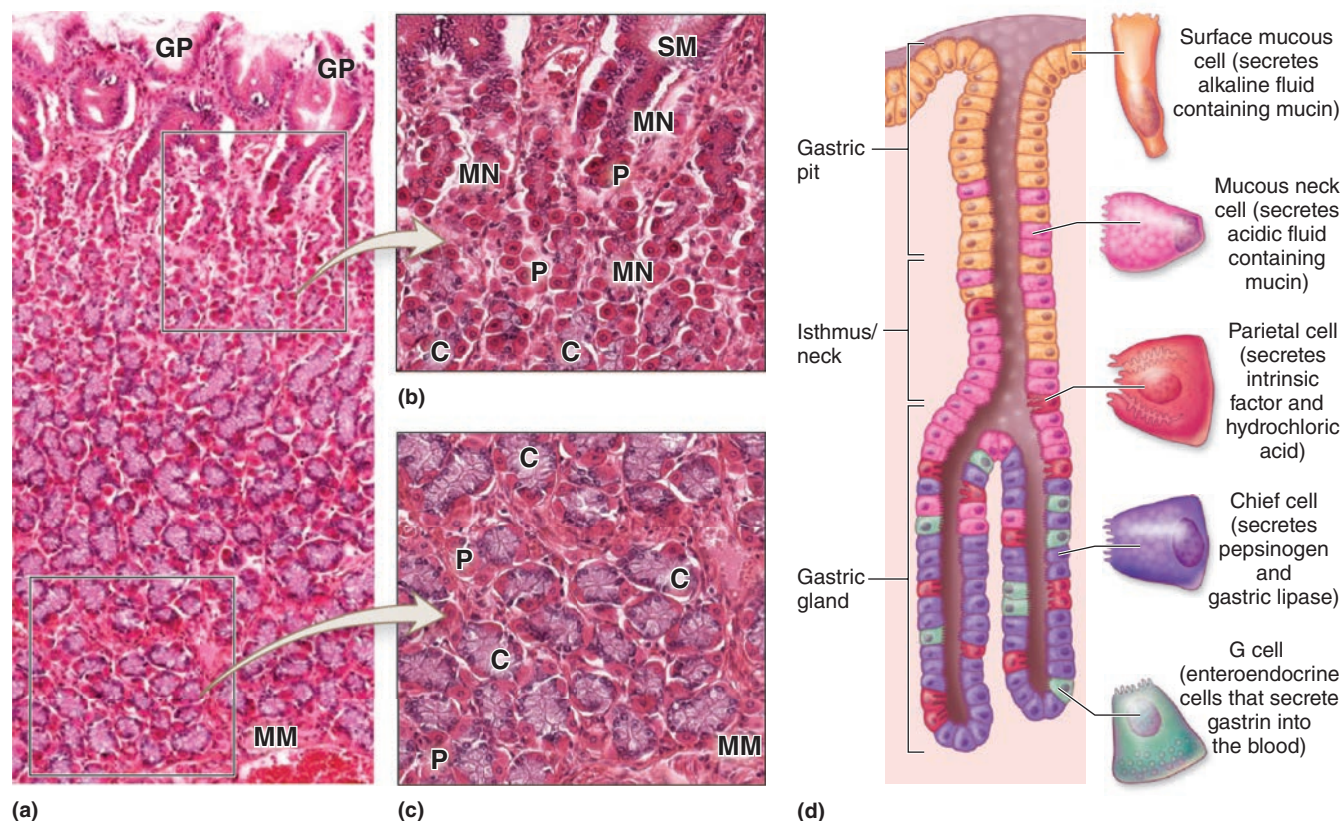 GP
GP
MM
(a)
SM
MN
MN
P
P
MN
C
C
(b)
C
P
C
C
P
MM
(c)
Gastric
pit
Isthmus/
neck
Gastric
gland
Surface mucous
cell (secretes
alkaline fluid
containing mucin)
Mucous neck
cell (secretes
acidic fluid
containing
mucin)
Parietal cell
(secretes
intrinsic
factor and
hydrochloric
acid)
Chief cell
(secretes
pepsinogen
and
gastric lipase)
G cell
(enteroendocrine
cells that secrete
gastrin into
the blood)
(d)